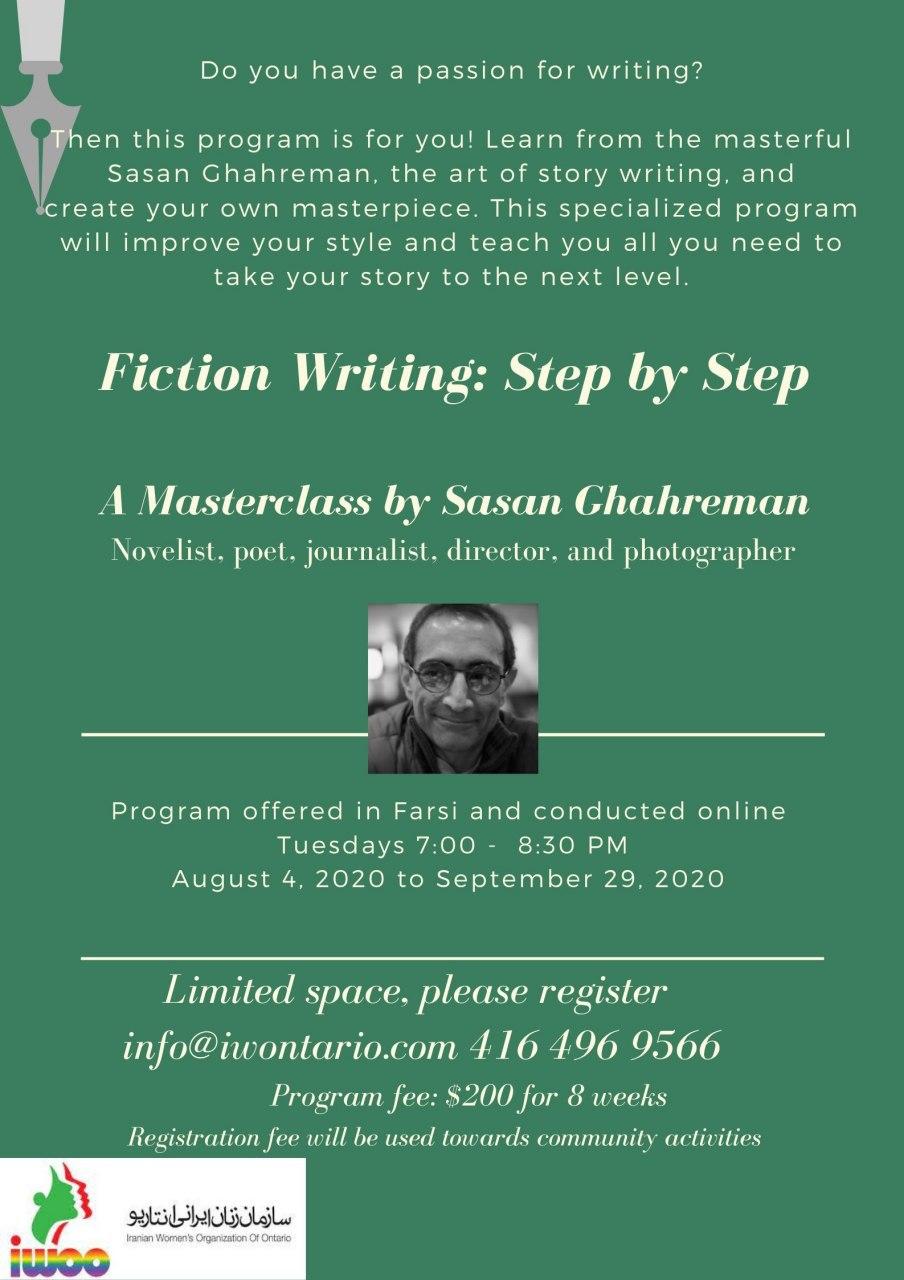 Do you have a passion for writing?
Then this program is for you! Learn from the masterful
Sasan Ghahreman, the art of story writing, and
create your own masterpiece. This specialized program
will improve your style and teach you all you need to
take your story to the next level.
Fiction Writing: Step by Step
A Masterclass by Sasan Ghahreman
Novelist, poet, journalist, director, and photographer
Program offered in Farsi and conducted online
Tuesdays 7:00 -  8:30 PM
August 4, 2020 to September 29, 2020
Limited space, please register
info@iwontario.com 416 496 9566
Program fee: $200 for 8 weeks
Registration fee will be used towards community activities
سازمان زنان ایرانی انتاریو
Iranian Women's Organization Of Ontario
iwoo